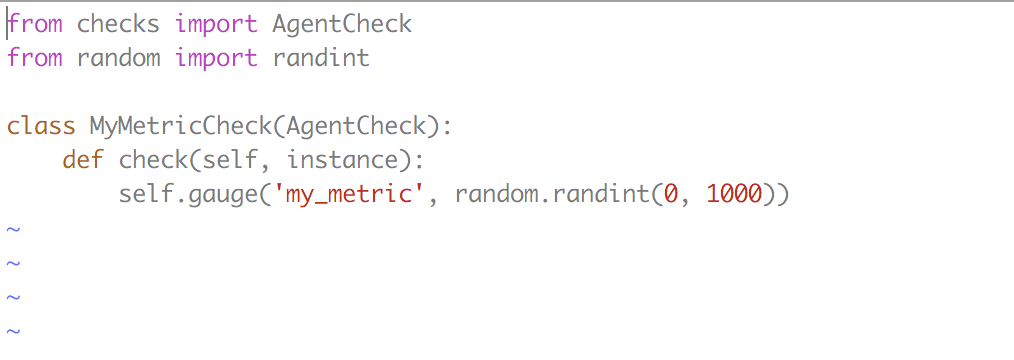 from checks import AgentCheck
from random import randint

class MyMetricCheck(AgentCheck):
    def check(self, instance):
        self.gauge('my_metric', random.randint(0, 1000))
~
~
~
~